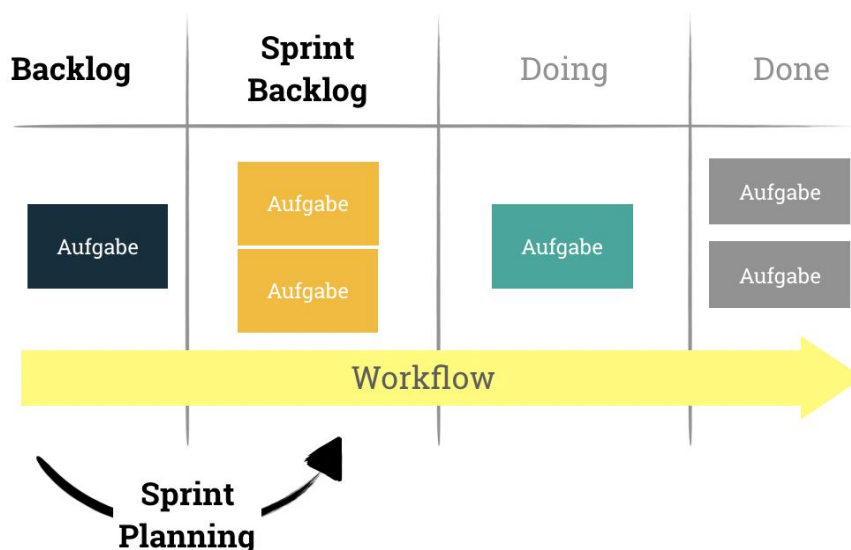 Backlog
Sprint
Backlog
Doing
Done
Aufgabe
Aufgabe
Aufgabe
Aufgabe
Aufgabe
Aufgabe
Workflow
Sprint
Planning